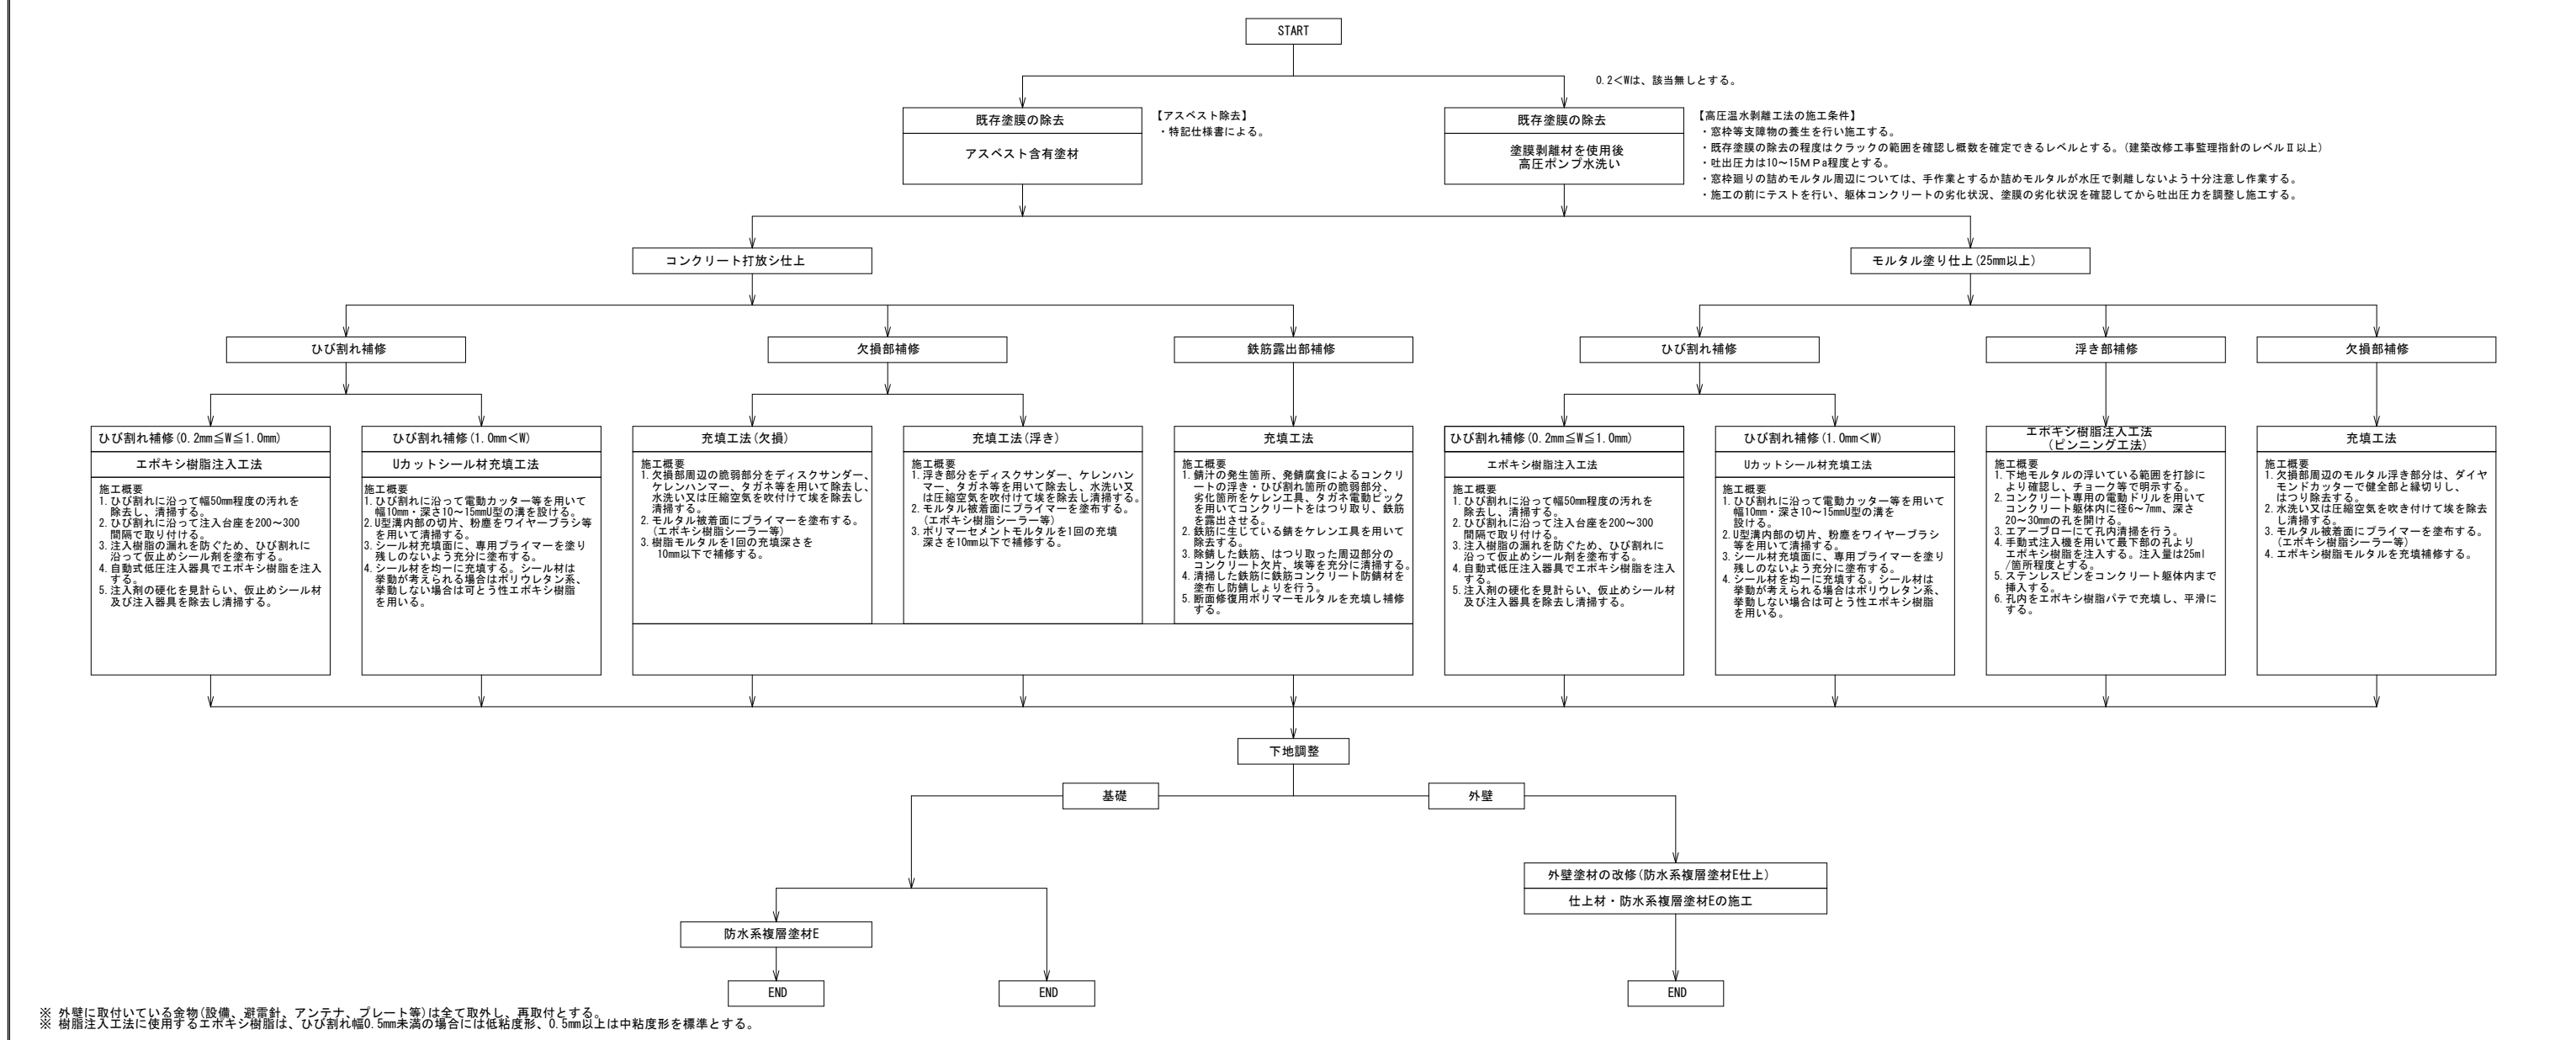 START
0.2＜Wは、該当無しとする。
既存塗膜の除去
アスベスト含有塗材
【アスベスト除去】
・特記仕様書による。
既存塗膜の除去
塗膜剥離材を使用後
高圧ポンプ水洗い
【高圧温水剥離工法の施工条件】
・窓枠等支障物の養生を行い施工する。
・既存塗膜の除去の程度はクラックの範囲を確認し概数を確定できるレベルとする。(建築改修工事監理指針のレベルⅡ以上)
・吐出圧力は10～15ＭＰa程度とする。
・窓枠廻りの詰めモルタル周辺については、手作業とするか詰めモルタルが水圧で剥離しないよう十分注意し作業する。
・施工の前にテストを行い、躯体コンクリートの劣化状況、塗膜の劣化状況を確認してから吐出圧力を調整し施工する。
コンクリート打放シ仕上
モルタル塗り仕上(25mm以上)
ひび割れ補修
欠損部補修
鉄筋露出部補修
ひび割れ補修
浮き部補修
欠損部補修
ひび割れ補修(0.2mm≦W≦1.0mm)
エポキシ樹脂注入工法
施工概要
1.ひび割れに沿って幅50mm程度の汚れを
除去し、清掃する。
2.ひび割れに沿って注入台座を200～300
間隔で取り付ける。
3.注入樹脂の漏れを防ぐため、ひび割れに
沿って仮止めシール剤を塗布する。
4.自動式低圧注入器具でエポキシ樹脂を注入
する。
5.注入剤の硬化を見計らい、仮止めシール材
及び注入器具を除去し清掃する。
ひび割れ補修(1.0mm＜W)
Uカットシール材充填工法
施工概要
1.ひび割れに沿って電動カッター等を用いて
幅10mm・深さ10～15mmU型の溝を設ける。
2.U型溝内部の切片、粉塵をワイヤーブラシ等
を用いて清掃する。
3.シール材充填面に、専用プライマーを塗り
残しのないよう充分に塗布する。
4.シール材を均一に充填する。シール材は
挙動が考えられる場合はポリウレタン系、
挙動しない場合は可とう性エポキシ樹脂
を用いる。
充填工法(欠損)
施工概要
1.欠損部周辺の脆弱部分をディスクサンダー、
ケレンハンマー、タガネ等を用いて除去し、
水洗い又は圧縮空気を吹付けて埃を除去し
清掃する。
2.モルタル被着面にプライマーを塗布する。
(エポキシ樹脂シーラー等)
3.樹脂モルタルを1回の充填深さを
10mm以下で補修する。
充填工法(浮き)
施工概要
1.浮き部分をディスクサンダー、ケレンハン
マー、タガネ等を用いて除去し、水洗い又
は圧縮空気を吹付けて埃を除去し清掃する。
2.モルタル被着面にプライマーを塗布する。
(エポキシ樹脂シーラー等)
3.ポリマーセメントモルタルを1回の充填
深さを10mm以下で補修する。
充填工法
施工概要
1.錆汁の発生箇所、発錆腐食によるコンクリ
ートの浮き・ひび割れ箇所の脆弱部分、
劣化箇所をケレン工具、タガネ電動ピック
を用いてコンクリートをはつり取り、鉄筋
を露出させる。
2.鉄筋に生じている錆をケレン工具を用いて
除去する。
3.除錆した鉄筋、はつり取った周辺部分の
コンクリート欠片、埃等を充分に清掃する。
4.清掃した鉄筋に鉄筋コンクリート防錆材を
塗布し防錆しょりを行う。
5.断面修復用ポリマーモルタルを充填し補修
する。
ひび割れ補修(0.2mm≦W≦1.0mm)
エポキシ樹脂注入工法
施工概要
1.ひび割れに沿って幅50mm程度の汚れを
除去し、清掃する。
2.ひび割れに沿って注入台座を200～300
間隔で取り付ける。
3.注入樹脂の漏れを防ぐため、ひび割れに
沿って仮止めシール剤を塗布する。
4.自動式低圧注入器具でエポキシ樹脂を注入
する。
5.注入剤の硬化を見計らい、仮止めシール材
及び注入器具を除去し清掃する。
ひび割れ補修(1.0mm＜W)
Uカットシール材充填工法
施工概要
1.ひび割れに沿って電動カッター等を用いて
幅10mm・深さ10～15mmU型の溝を
設ける。
2.U型溝内部の切片、粉塵をワイヤーブラシ
等を用いて清掃する。
3.シール材充填面に、専用プライマーを塗り
残しのないよう充分に塗布する。
4.シール材を均一に充填する。シール材は
挙動が考えられる場合はポリウレタン系、
挙動しない場合は可とう性エポキシ樹脂
を用いる。
エポキシ樹脂注入工法
(ピンニング工法)
施工概要
1.下地モルタルの浮いている範囲を打診に
より確認し、チョーク等で明示する。
2.コンクリート専用の電動ドリルを用いて
コンクリート躯体内に径6～7mm、深さ
20～30mmの孔を開ける。
3.エアーブローにて孔内清掃を行う。
4.手動式注入機を用いて最下部の孔より
エポキシ樹脂を注入する。注入量は25ml
/箇所程度とする。
5.ステンレスピンをコンクリート躯体内まで
挿入する。
6.孔内をエポキシ樹脂パテで充填し、平滑に
する。
充填工法
施工概要
1.欠損部周辺のモルタル浮き部分は、ダイヤ
モンドカッターで健全部と縁切りし、
はつり除去する。
2.水洗い又は圧縮空気を吹き付けて埃を除去
し清掃する。
3.モルタル被着面にプライマーを塗布する。
(エポキシ樹脂シーラー等)
4.エポキシ樹脂モルタルを充填補修する。
下地調整
基礎
外壁
外壁塗材の改修(防水系複層塗材E仕上)
仕上材・防水系複層塗材Eの施工
防水系複層塗材E
END
END
END
※ 外壁に取付いている金物(設備、避雷針、アンテナ、プレート等)は全て取外し、再取付とする。
※ 樹脂注入工法に使用するエポキシ樹脂は、ひび割れ幅0.5mm未満の場合には低粘度形、0.5mm以上は中粘度形を標準とする。